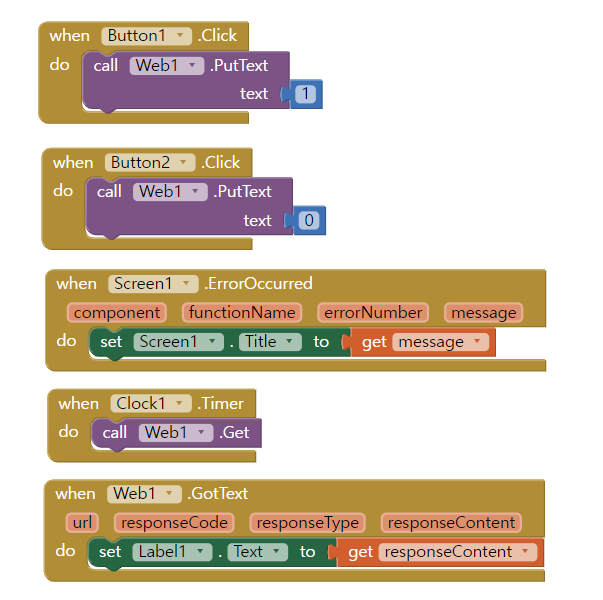 when Button1 .Click
do call Web1 .PutText
text 1
when Button2 .Click
do call Web1 .PutText
text 0
when Screen1 .ErrorOccurred
component functionName errorNumber message
do set Screen1 . Title to get message
when Clock1 .Timer
do call Web1 .Get
when Web1 .GotText
url responseCode responseType responseContent
do set Label1 . Text to get responseContent